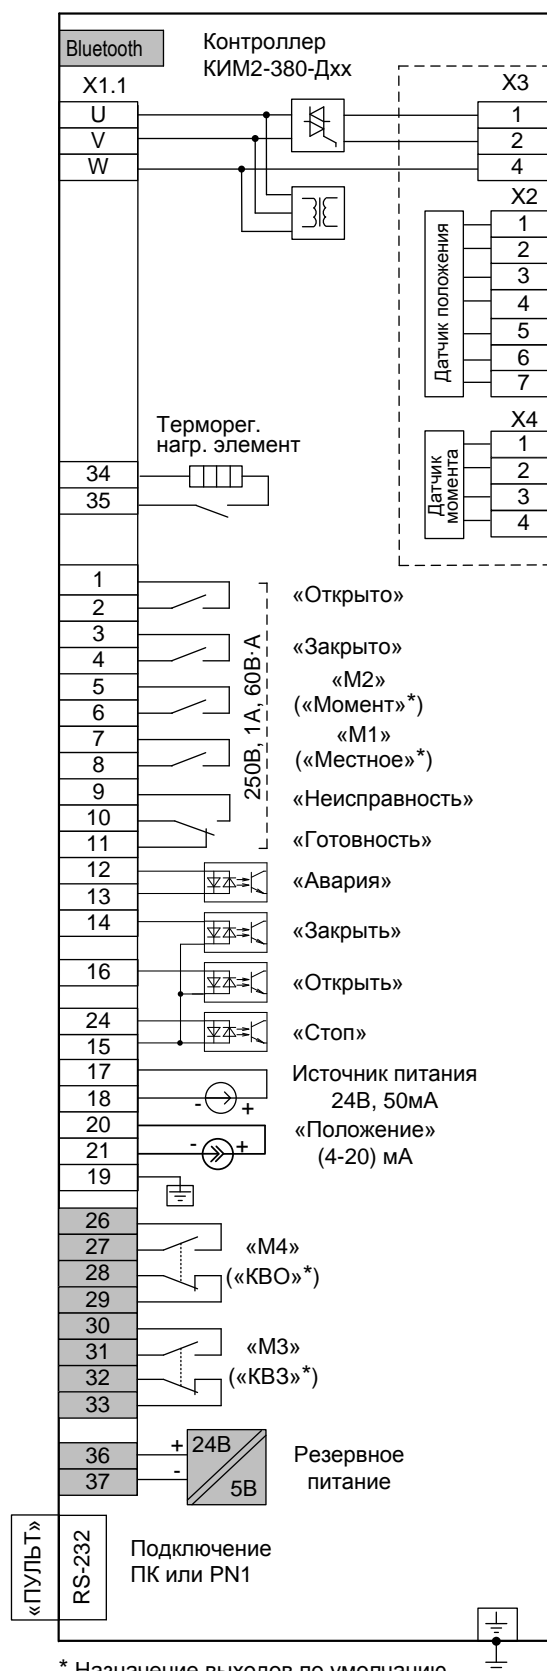 Bluetooth
Контроллер
КИМ2-380-Дхх
X1.1
U
V
W
X3
1
2
4
X2
1
2
3
4
5
6
7
Датчик положения
X4
1
2
3
4
Датчик
момента
Терморег.
нагр. элемент
34
35
1
2
3
4
5
6
7
8
9
10
11
12
13
14
16
24
15
17
18
20
21
19
250В, 1А, 60В·А
«Открыто»
«Закрыто»
«М2»
(«Момент»*)
«М1»
(«Местное»*)
«Неисправность»
«Готовность»
«Авария»
«Закрыть»
«Открыть»
«Стоп»
Источник питания
24В, 50мА
- +
«Положение»
(4-20) мА
- +
26
27
28
29
«М4»
(«КВО»*)
30
31
32
33
«М3»
(«КВЗ»*)
36
37
+
-
24В
5В
Резервное
питание
«ПУЛЬТ»
RS-232
Подключение
ПК или PN1
* Назначение выходов по умолчанию